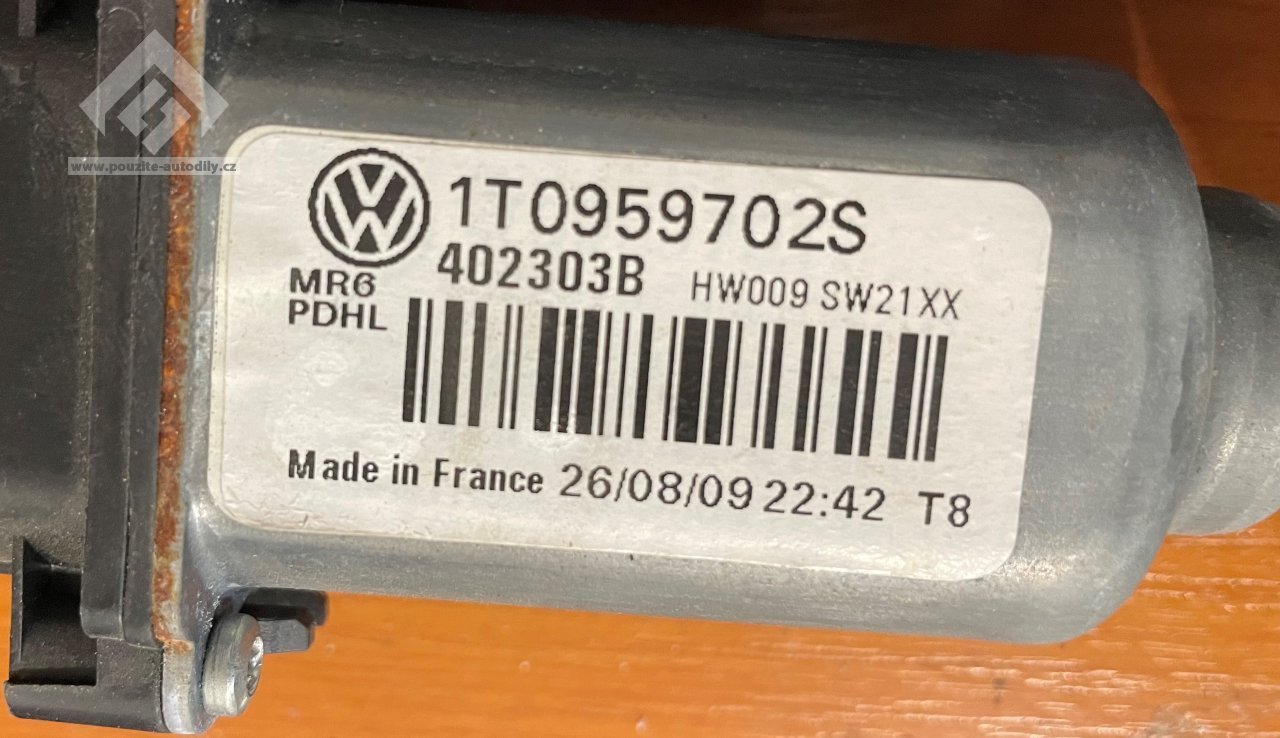 www.pouzite-autodily.cz
1T0959702S
402303B HW009 SW21XX
MR6
PDHL
Made in France 26/08/09 22:42 T8